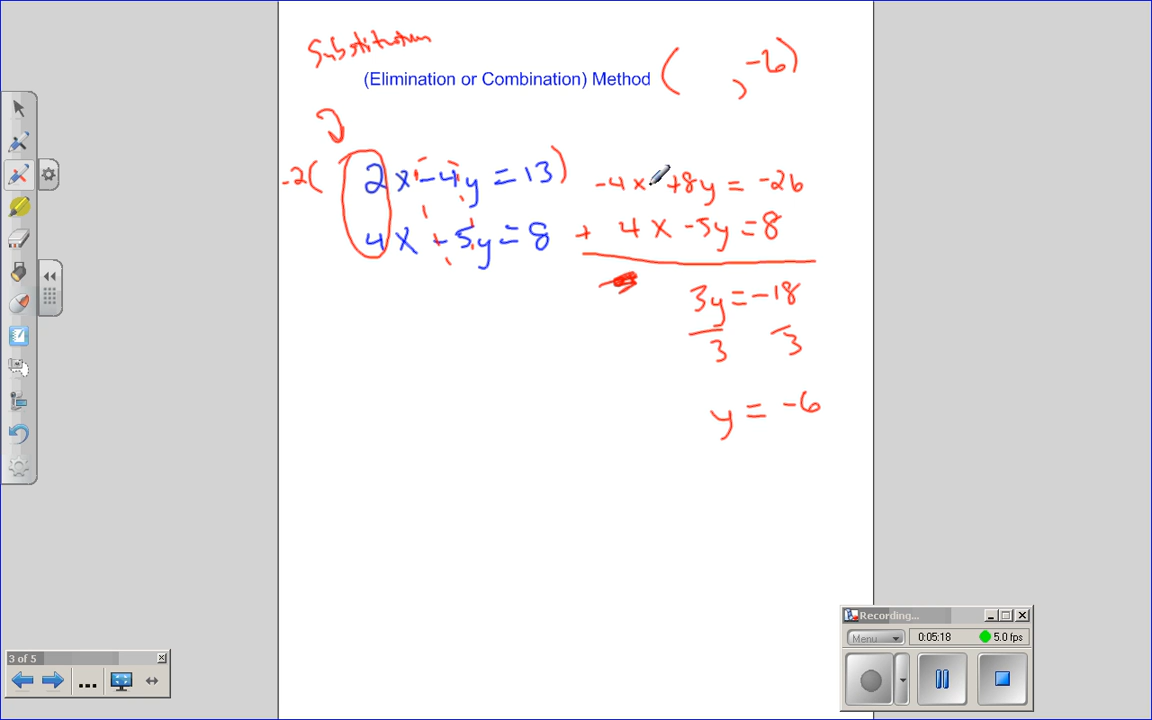 Substitution
(Elimination or Combination) Method ( , -6)
-2( 2x - 4y = 13)
4x - 5y = 8
-4x +8y = -26
+ 4x -5y = 8
3y = -18
3 3
y = -6
Recording...
Menu
0:05:18
5.0 fps
3 of 5
...